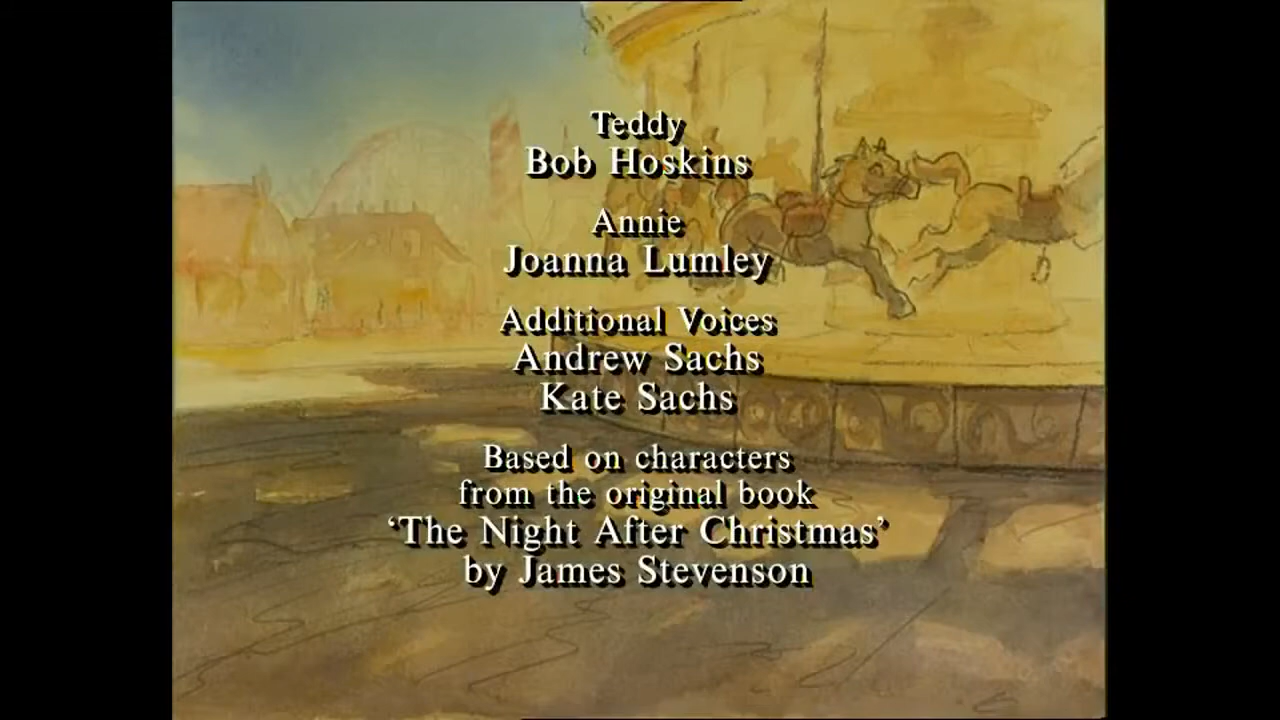 Teddy
Bob Hoskins
Annie
Joanna Lumley
Additional Voices
Andrew Sachs
Kate Sachs
Based on characters
from the original book
‘The Night After Christmas’
by James Stevenson